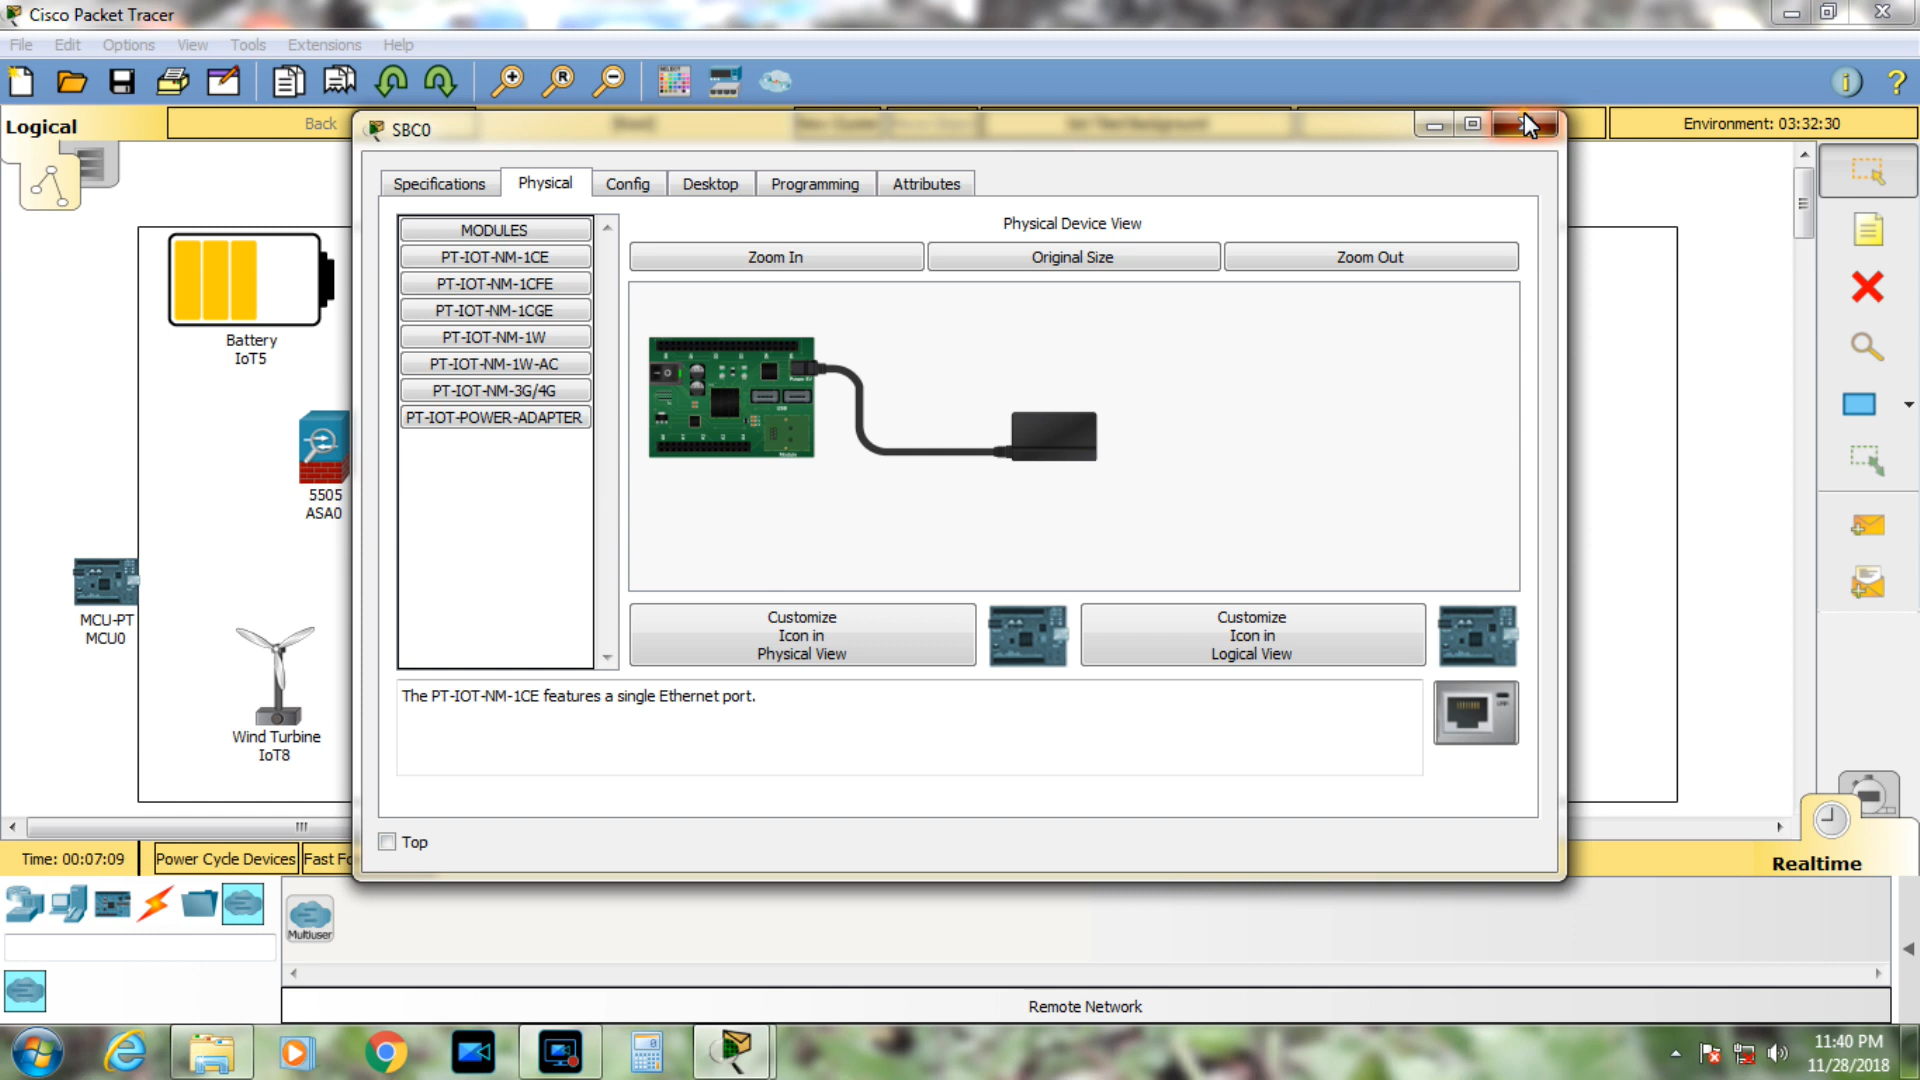 Cisco Packet Tracer
File Edit Options View Tools Extensions Help
Logical
Back
Environment: 03:32:30
SBC0
Specifications Physical Config Desktop Programming Attributes
MODULES
PT-IOT-NM-1CE
PT-IOT-NM-1CFE
PT-IOT-NM-1CGE
PT-IOT-NM-1W
PT-IOT-NM-1W-AC
PT-IOT-NM-3G/4G
PT-IOT-POWER-ADAPTER
Physical Device View
Zoom In Original Size Zoom Out
Battery
IoT5
5505
ASA0
MCU-PT
MCU0
Wind Turbine
IoT8
Customize
Icon in
Physical View
Customize
Icon in
Logical View
The PT-IOT-NM-1CE features a single Ethernet port.
Top
Time: 00:07:09 Power Cycle Devices Fast Fo
Realtime
Multiuser
Remote Network
11:40 PM
11/28/2018